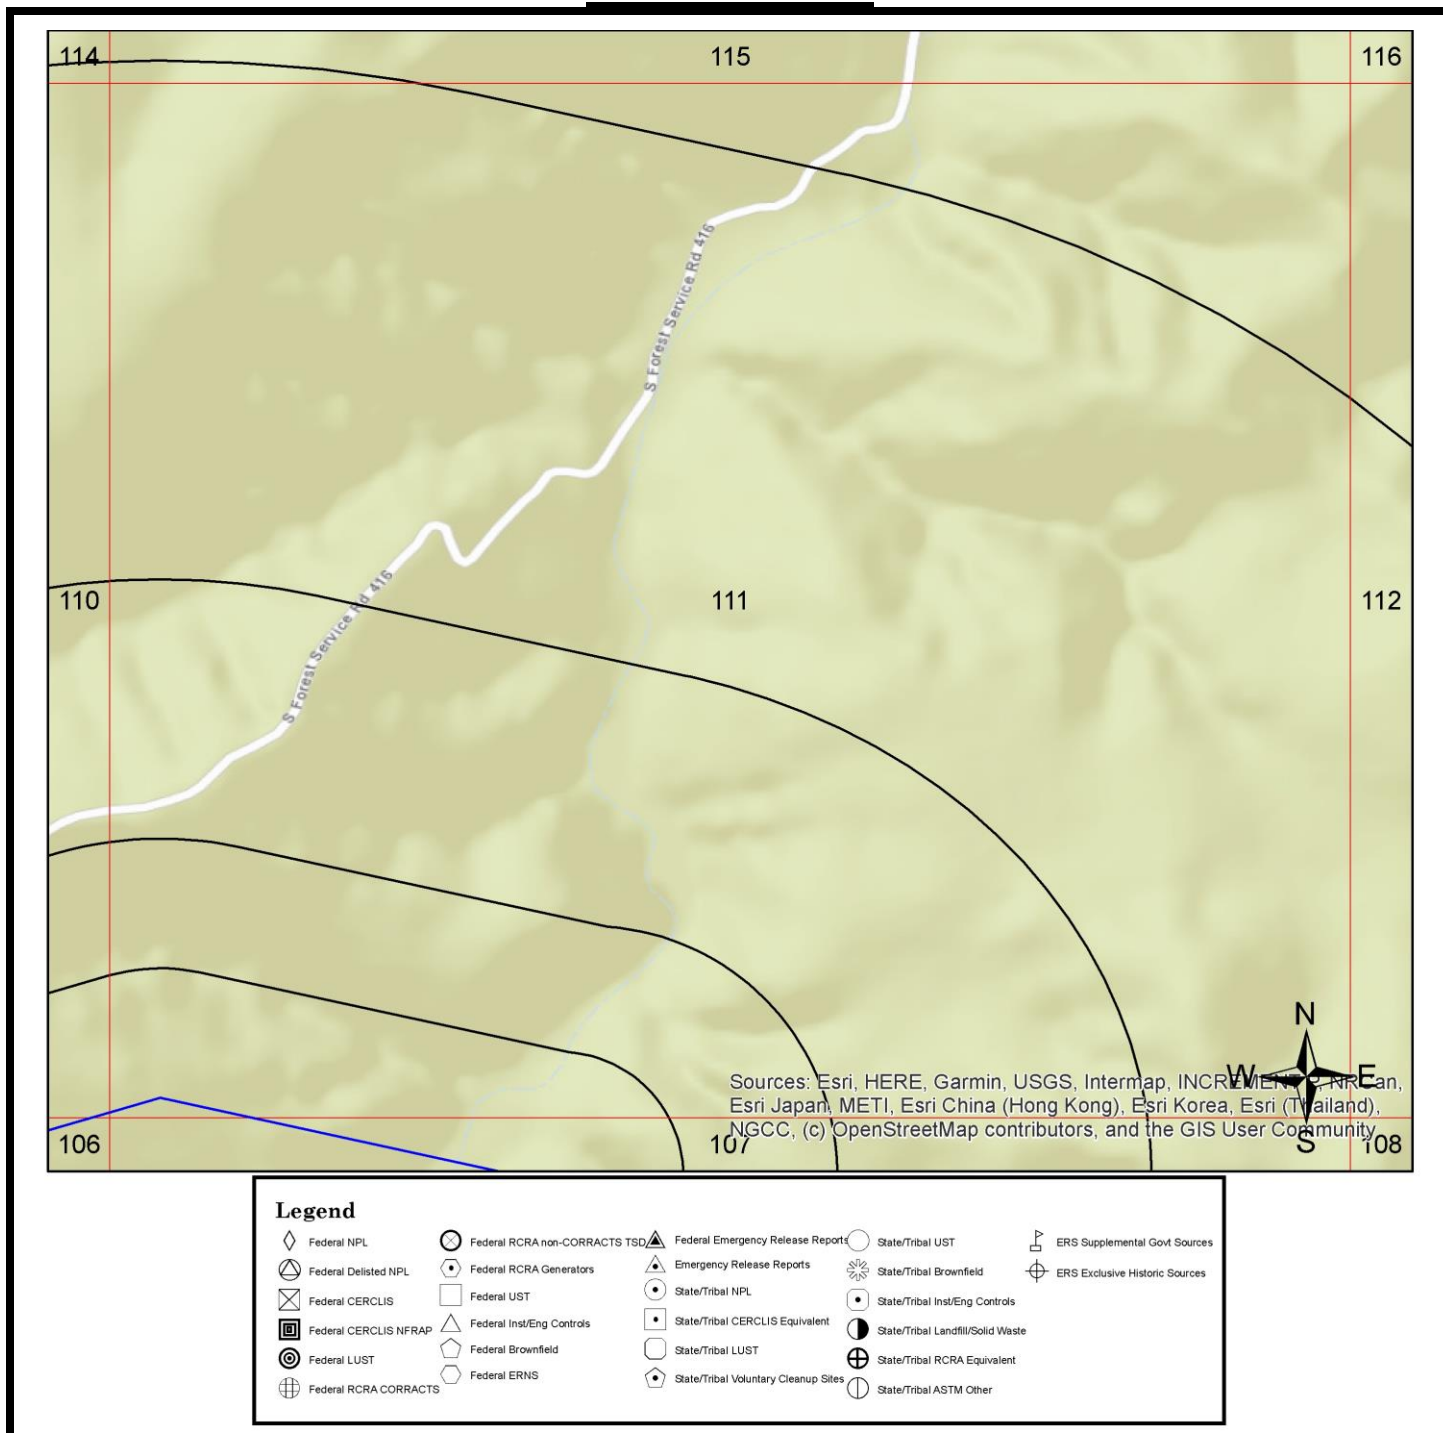 114 115 116
S Forest Service Rd 416
110 111 112
S Forest Service Rd 416
N
W E
S
Sources: Esri, HERE, Garmin, USGS, Intermap, INCREMENT P, NRCan,
Esri Japan, METI, Esri China (Hong Kong), Esri Korea, Esri (Thailand),
NGCC, (c) OpenStreetMap contributors, and the GIS User Community
106 107 108
Legend
Federal NPL
Federal Delisted NPL
Federal CERCLIS
Federal CERCLIS NFRAP
Federal LUST
Federal RCRA CORRACTS
Federal RCRA non-CORRACTS TSD
Federal RCRA Generators
Federal UST
Federal Inst/Eng Controls
Federal Brownfield
Federal ERNS
Federal Emergency Release Reports
Emergency Release Reports
State/Tribal NPL
State/Tribal CERCLIS Equivalent
State/Tribal LUST
State/Tribal Voluntary Cleanup Sites
State/Tribal UST
State/Tribal Brownfield
State/Tribal Inst/Eng Controls
State/Tribal Landfill/Solid Waste
State/Tribal RCRA Equivalent
State/Tribal ASTM Other
ERS Supplemental Govt Sources
ERS Exclusive Historic Sources